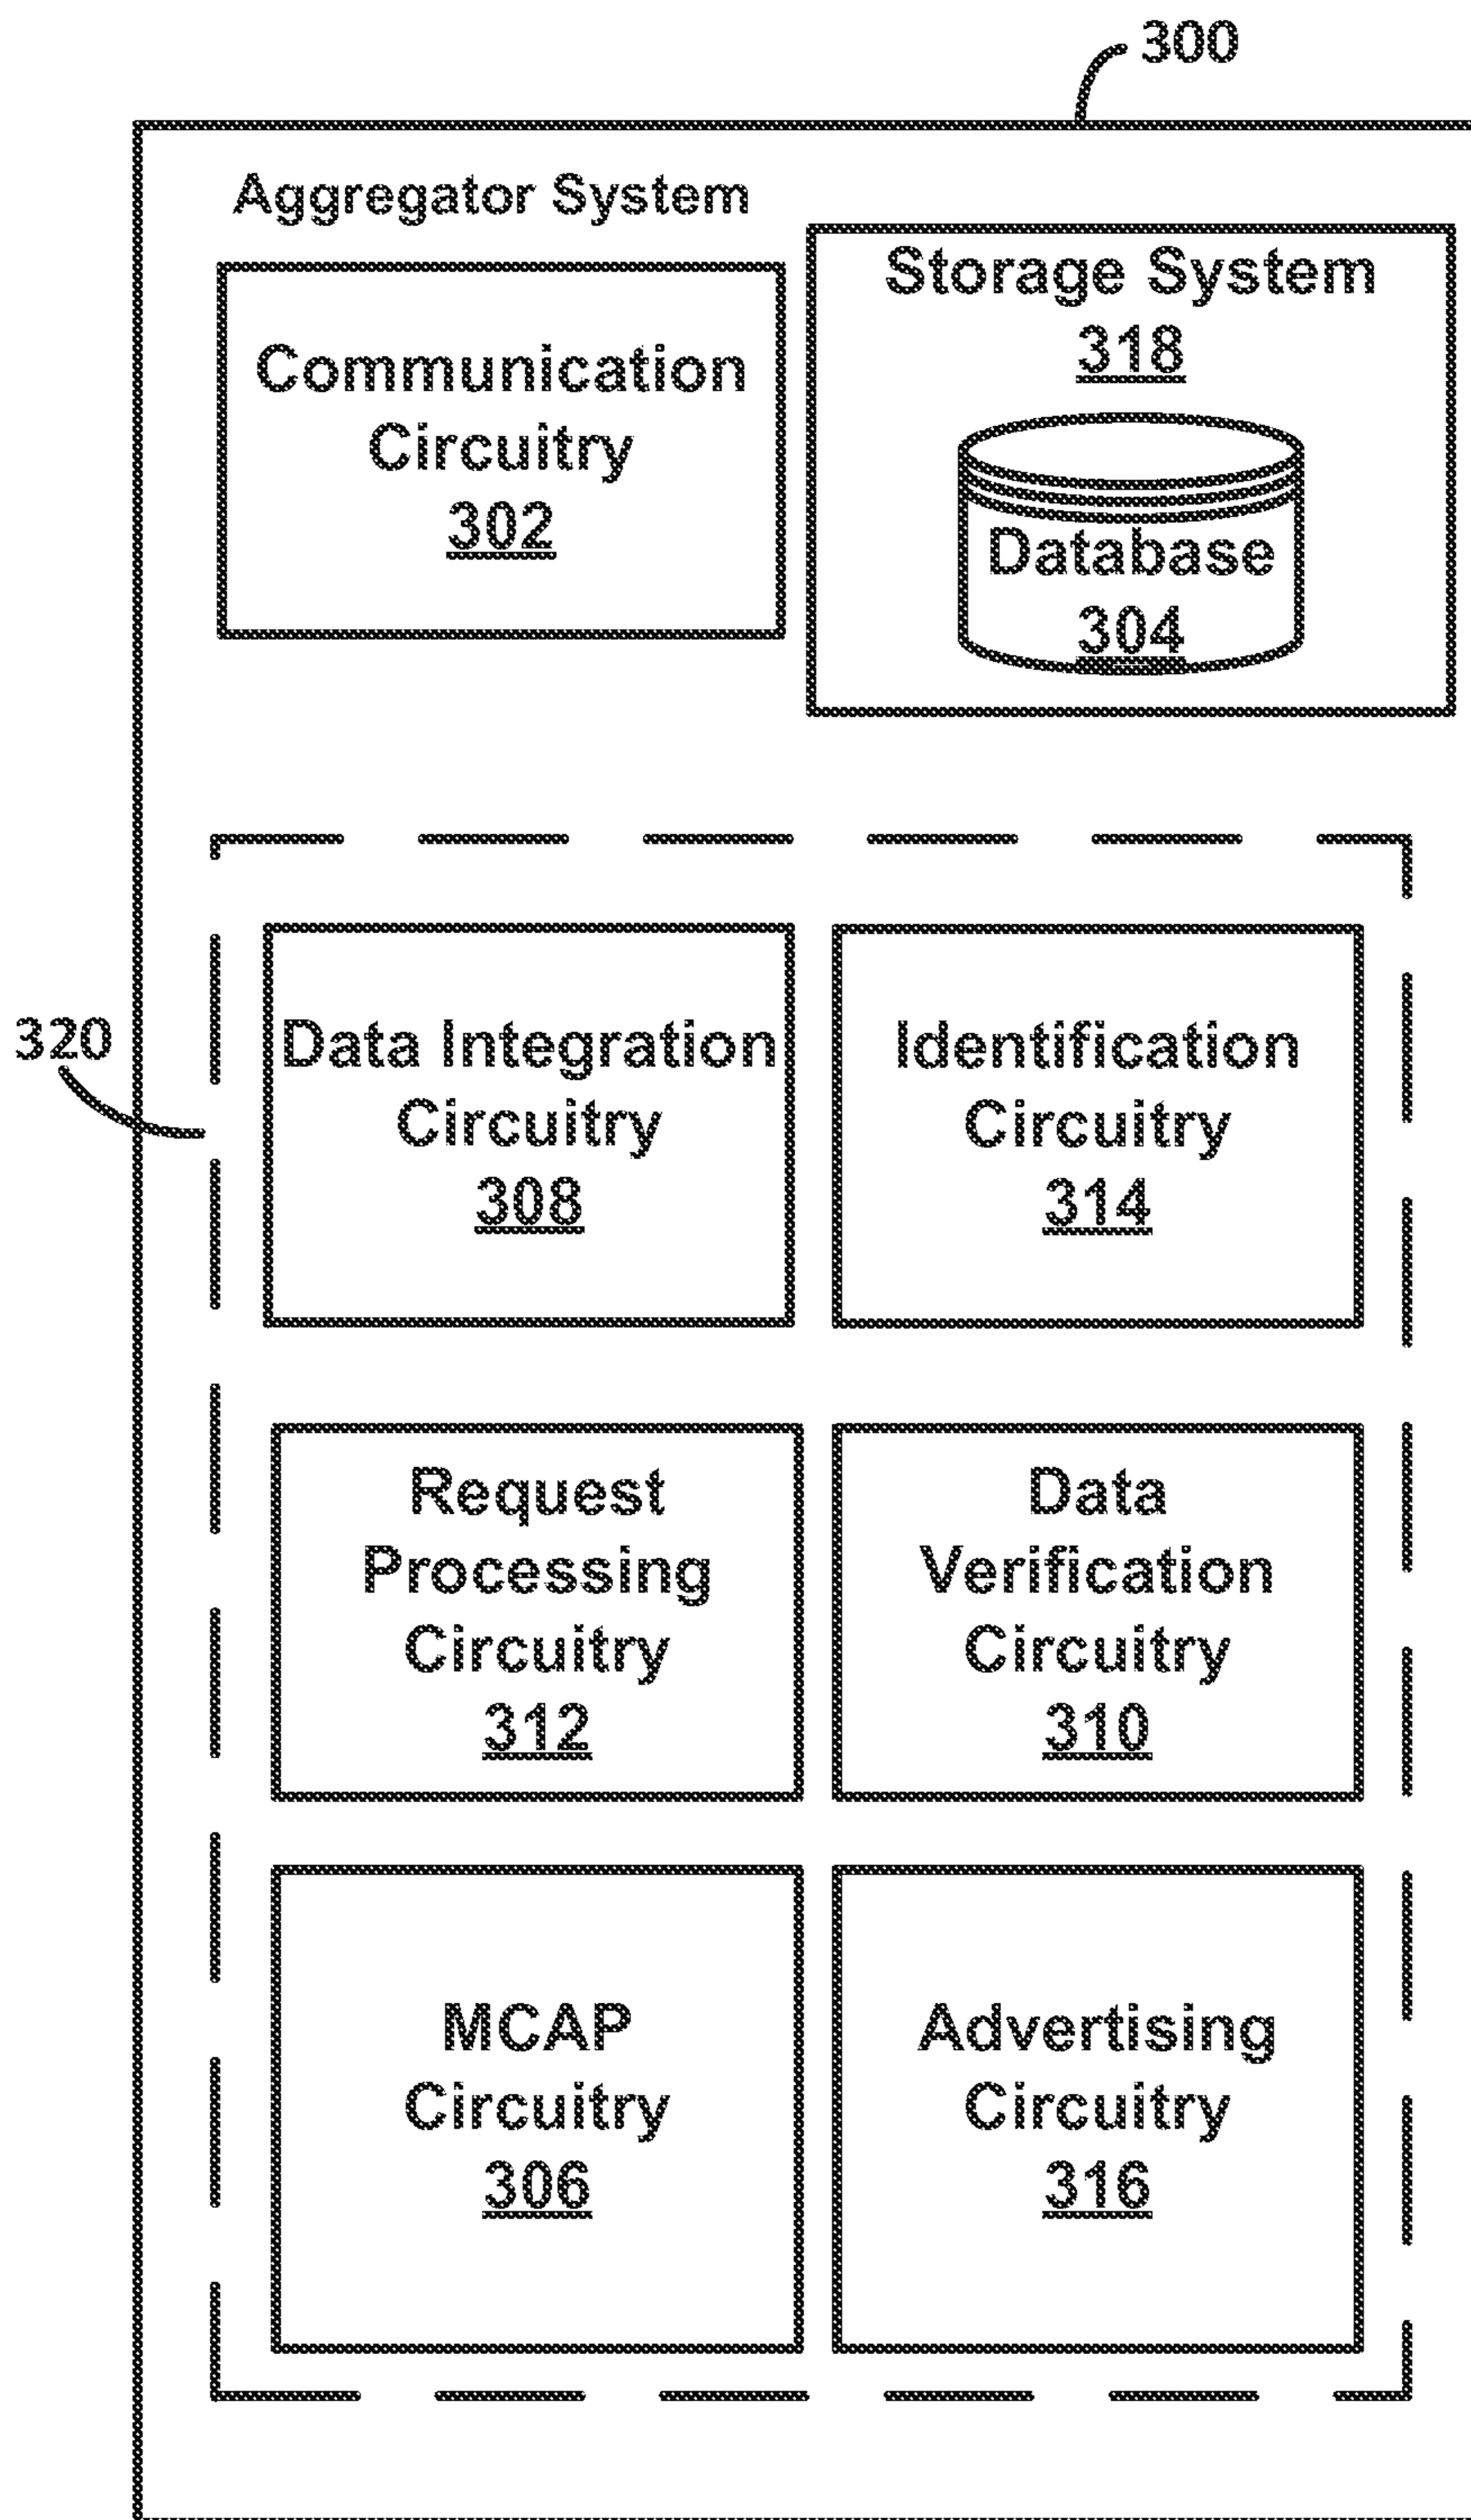 300
Aggregator System
Communication
Circuitry
302
Storage System
318
Database
304
320
Data Integration
Circuitry
308
Identification
Circuitry
314
Request
Processing
Circuitry
312
Data
Verification
Circuitry
310
MCAP
Circuitry
306
Advertising
Circuitry
316